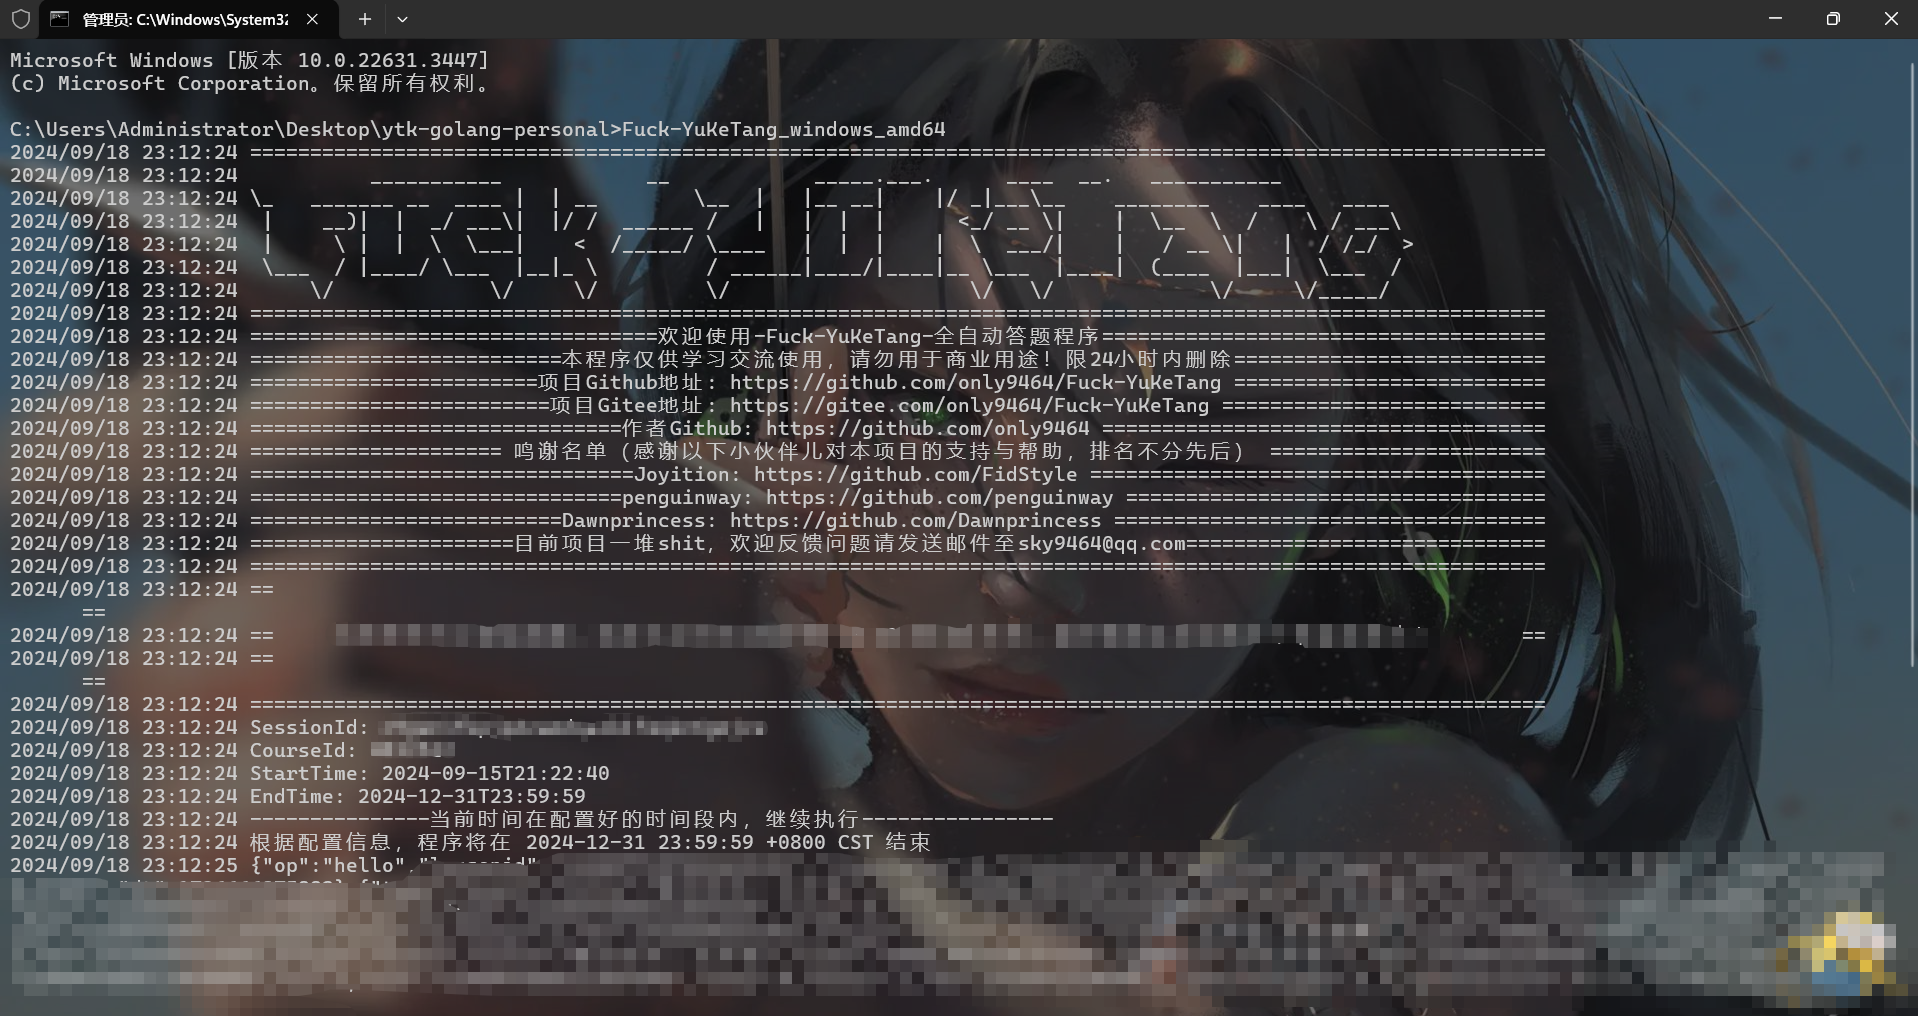 管理员: C:\Windows\System32
Microsoft Windows [版本 10.0.22631.3447]
(c) Microsoft Corporation。保留所有权利。
C:\Users\Administrator\Desktop\ytk-golang-personal>Fuck-YuKeTang_windows_amd64
2024/09/18 23:12:24 ============================================================================================================
2024/09/18 23:12:24
2024/09/18 23:12:24
2024/09/18 23:12:24
2024/09/18 23:12:24
2024/09/18 23:12:24
2024/09/18 23:12:24
2024/09/18 23:12:24 ============================================================================================================
2024/09/18 23:12:24 ==================================欢迎使用-Fuck-YuKeTang-全自动答题程序=====================================
2024/09/18 23:12:24 ==========================本程序仅供学习交流使用，请勿用于商业用途！限24小时内删除==========================
2024/09/18 23:12:24 ========================项目Github地址: https://github.com/only9464/Fuck-YuKeTang ==========================
2024/09/18 23:12:24 =========================项目Gitee地址: https://gitee.com/only9464/Fuck-YuKeTang ===========================
2024/09/18 23:12:24 ===============================作者Github: https://github.com/only9464 =====================================
2024/09/18 23:12:24 ===================== 鸣谢名单（感谢以下小伙伴儿对本项目的支持与帮助，排名不分先后） =======================
2024/09/18 23:12:24 ================================Joyition: https://github.com/FidStyle ======================================
2024/09/18 23:12:24 ===============================penguinway: https://github.com/penguinway ===================================
2024/09/18 23:12:24 ==========================Dawnprincess: https://github.com/Dawnprincess ====================================
2024/09/18 23:12:24 ======================目前项目一堆shit，欢迎反馈问题请发送邮件至sky9464@qq.com==============================
2024/09/18 23:12:24 ============================================================================================================
2024/09/18 23:12:24 ==
==
2024/09/18 23:12:24 == ==
2024/09/18 23:12:24 ==
==
2024/09/18 23:12:24 ============================================================================================================
2024/09/18 23:12:24 SessionId:
2024/09/18 23:12:24 CourseId:
2024/09/18 23:12:24 StartTime: 2024-09-15T21:22:40
2024/09/18 23:12:24 EndTime: 2024-12-31T23:59:59
2024/09/18 23:12:24 ---------------当前时间在配置好的时间段内，继续执行----------------
2024/09/18 23:12:24 根据配置信息，程序将在 2024-12-31 23:59:59 +0800 CST 结束
2024/09/18 23:12:25 {"op":"hello"